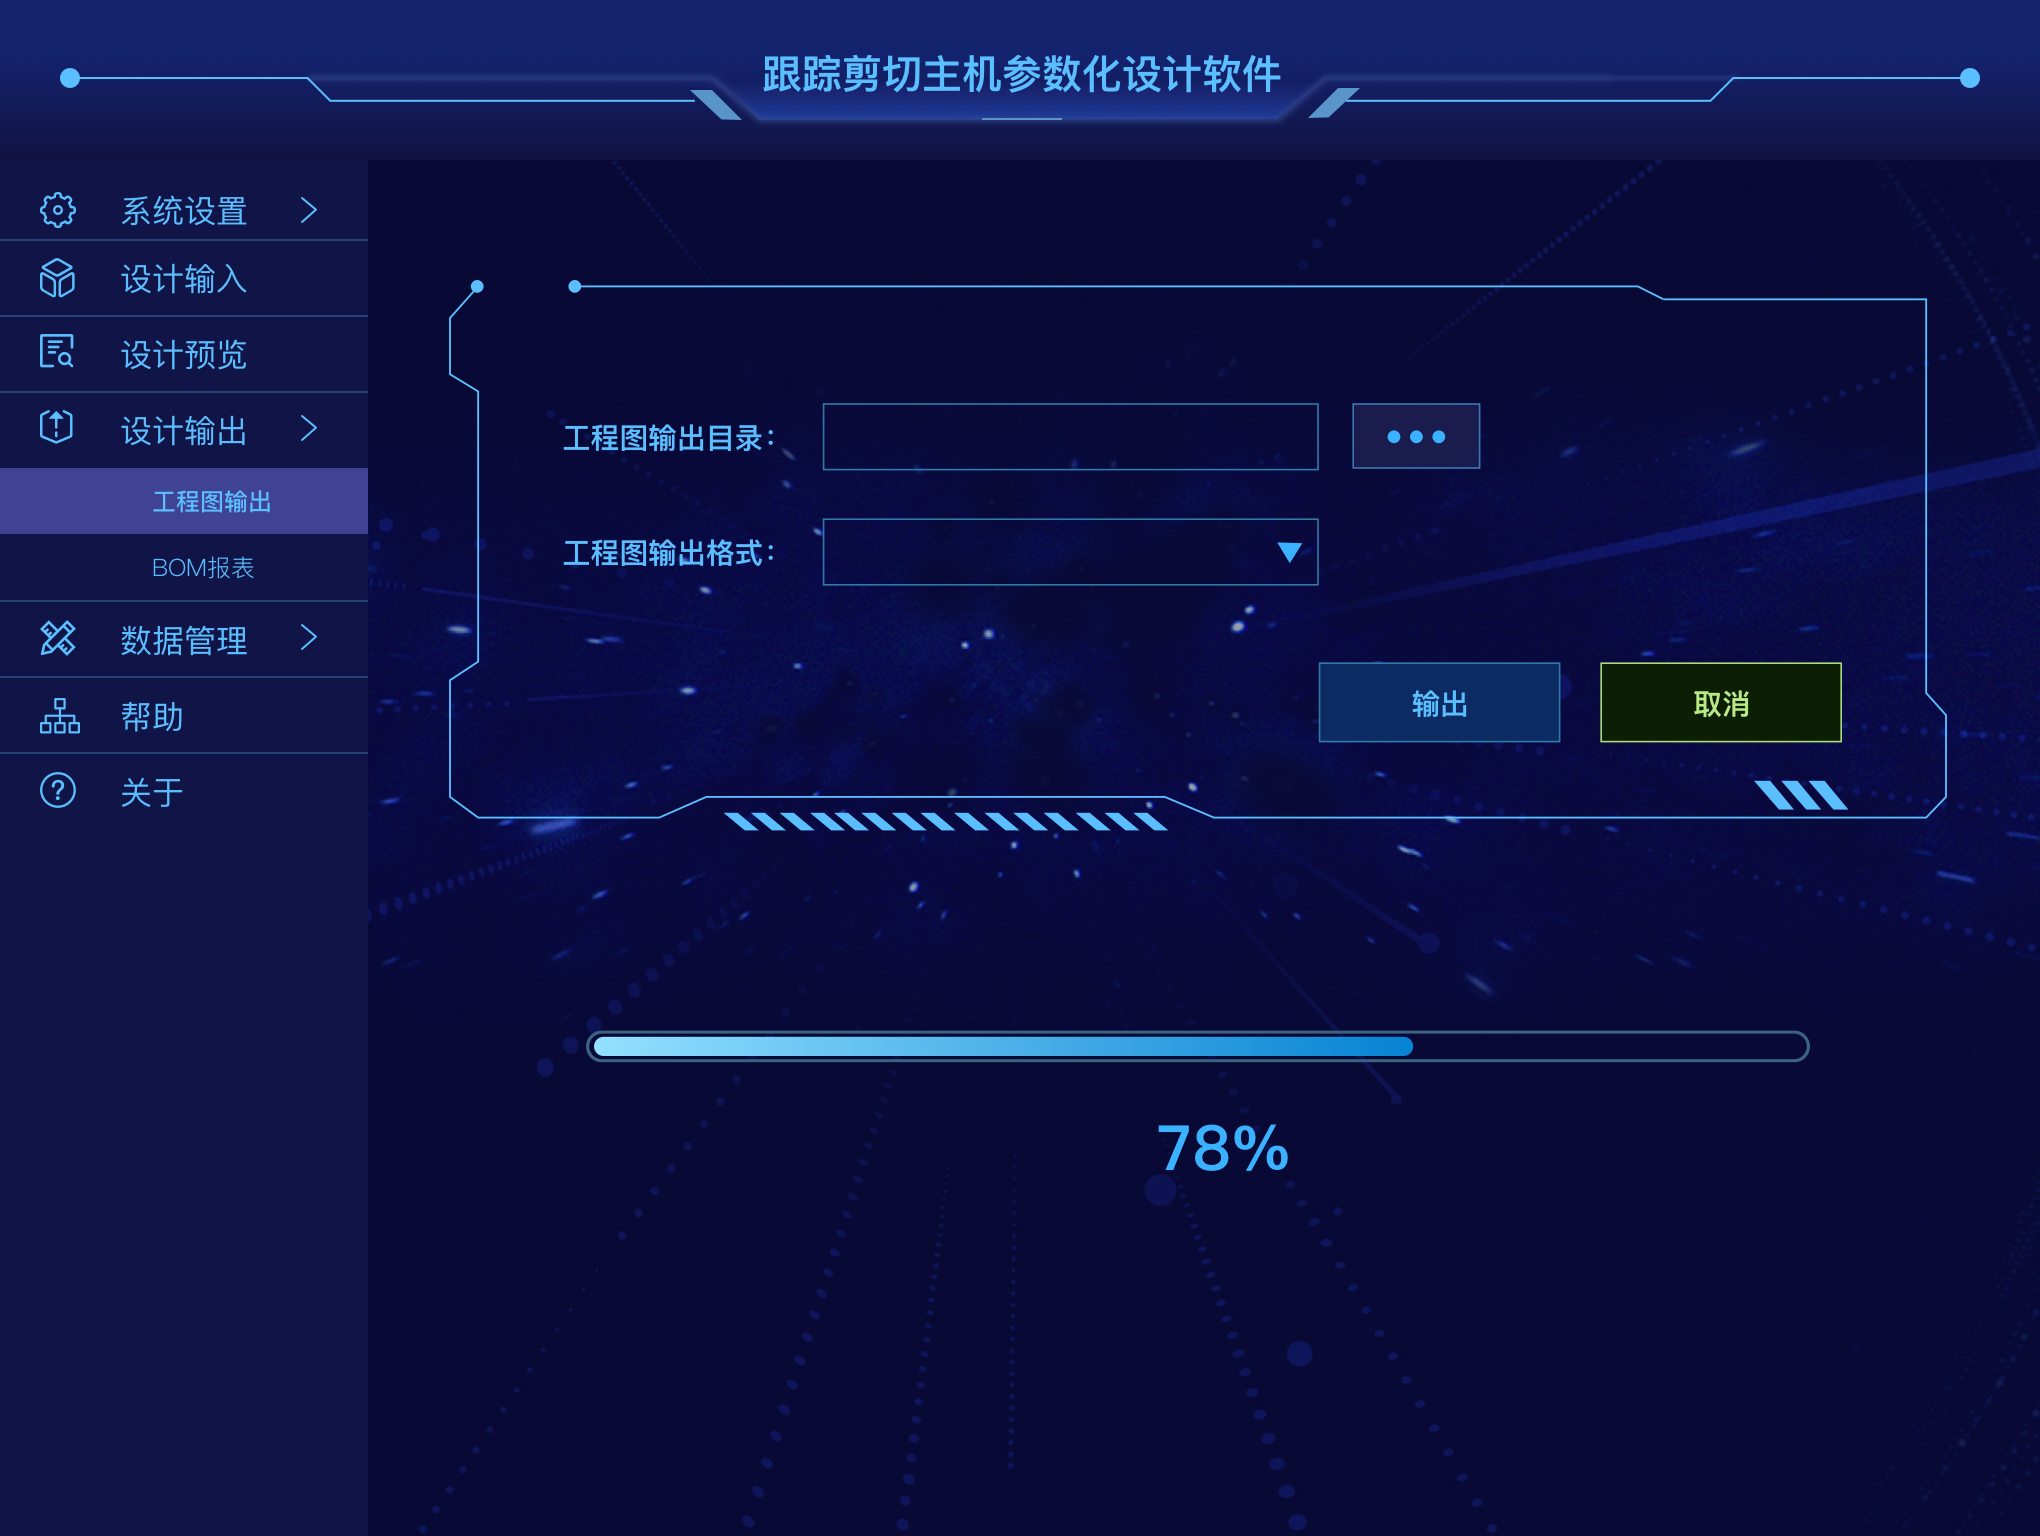 跟踪剪切主机参数化设计软件
系统设置
设计输入
设计预览
设计输出
工程图输出
BOM报表
数据管理
帮助
关于
工程图输出目录：
工程图输出格式：
输出
取消
78%